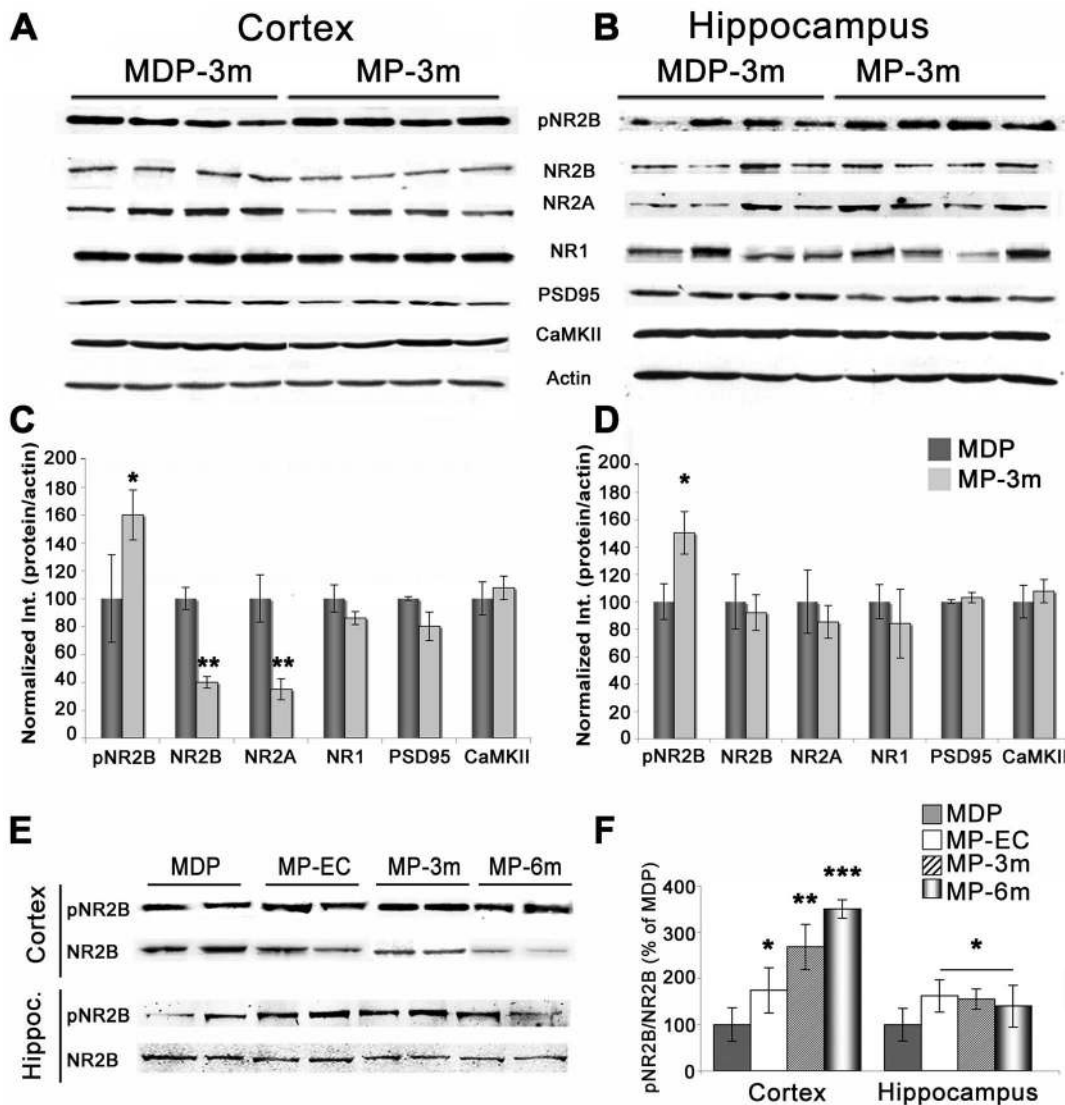 A
Cortex
MDP-3m MP-3m
B
Hippocampus
MDP-3m MP-3m
pNR2B
NR2B
NR2A
NR1
PSD95
CaMKII
Actin
C
Normalized Int. (protein/actin)
200
180
160
140
120
100
80
60
40
20
0
*
**
**
pNR2B NR2B NR2A NR1 PSD95 CaMKII
D
MDP
MP-3m
Normalized Int. (protein/actin)
200
180
160
140
120
100
80
60
40
20
0
*
pNR2B NR2B NR2A NR1 PSD95 CaMKII
E
MDP MP-EC MP-3m MP-6m
Cortex
pNR2B
NR2B
Hippoc.
pNR2B
NR2B
F
MDP
MP-EC
MP-3m
MP-6m
pNR2B/NR2B (% of MDP)
400
300
200
100
0
*
**
***
*
Cortex Hippocampus